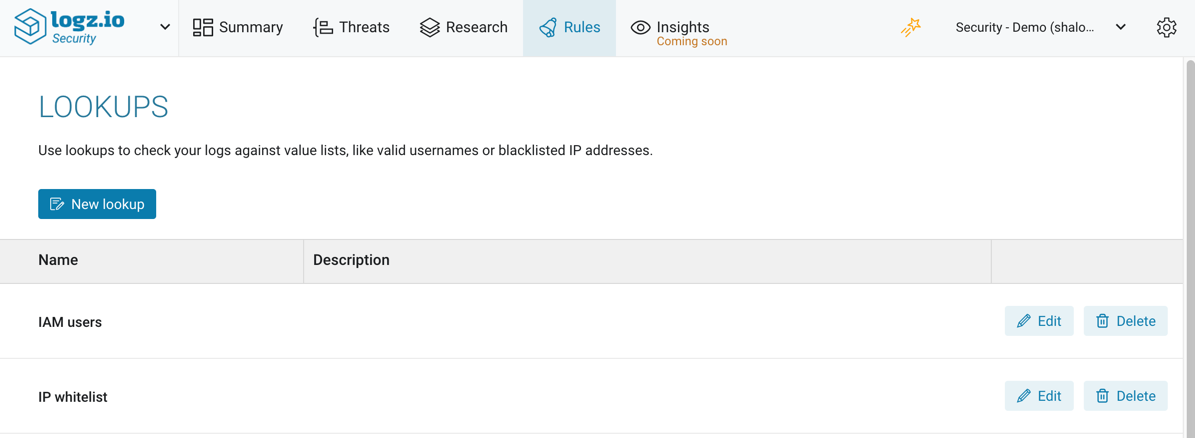 logz.io
Security
Summary
Threats
Research
Rules
Insights
Coming soon
Security - Demo (shalo...
LOOKUPS
Use lookups to check your logs against value lists, like valid usernames or blacklisted IP addresses.
New lookup
Name Description
IAM users Edit Delete
IP whitelist Edit Delete